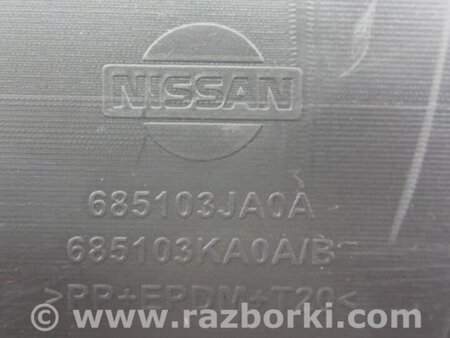 NISSAN
685103JA0A
685103KA0A/B
>PP+EPDM+T20<
© www.razborki.com